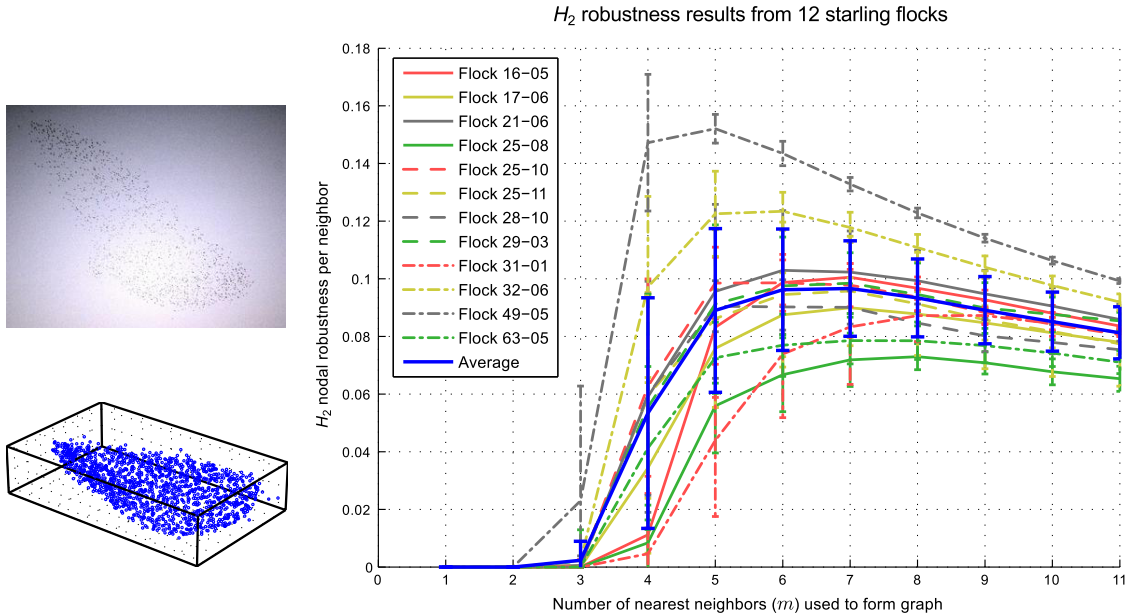 H₂ robustness results from 12 starling flocks
H₂ nodal robustness per neighbor
0.18
0.16
0.14
0.12
0.1
0.08
0.06
0.04
0.02
0
Flock 16−05
Flock 17−06
Flock 21−06
Flock 25−08
Flock 25−10
Flock 25−11
Flock 28−10
Flock 29−03
Flock 31−01
Flock 32−06
Flock 49−05
Flock 63−05
Average
0 1 2 3 4 5 6 7 8 9 10 11
Number of nearest neighbors (m) used to form graph